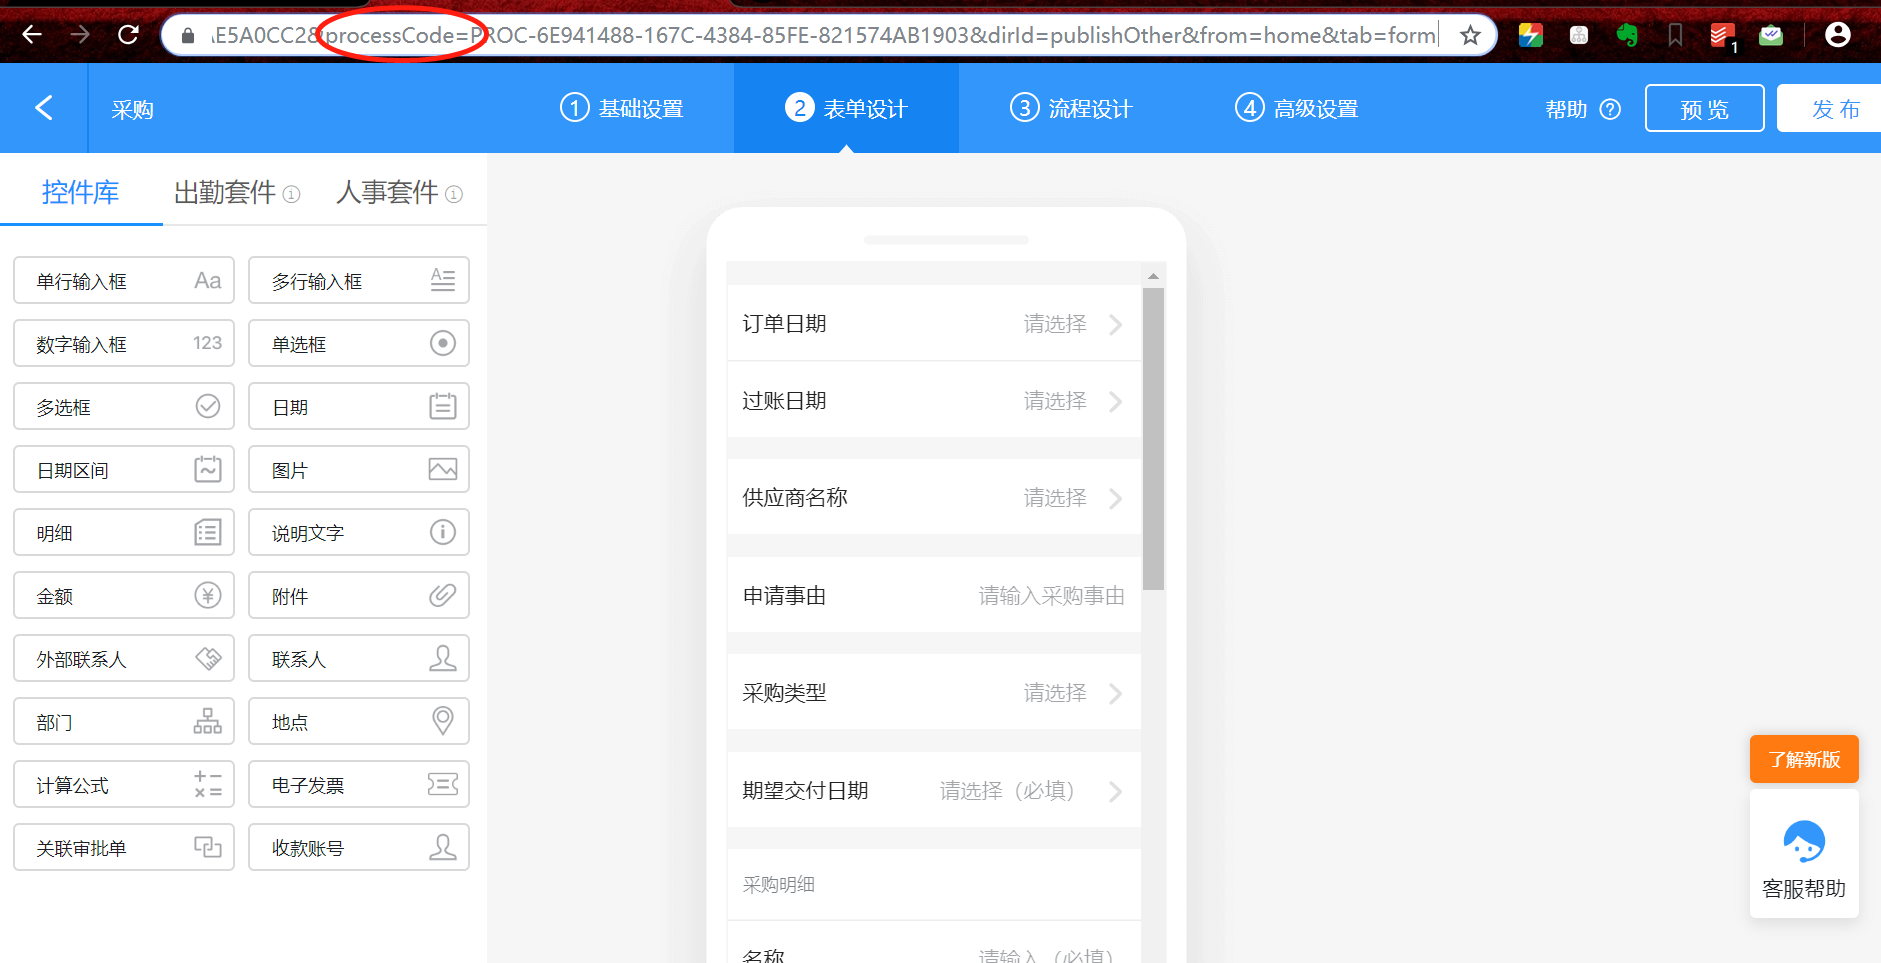 AE5A0CC28&processCode=PROC-6E941488-167C-4384-85FE-821574AB1903&dirId=publishOther&from=home&tab=form
1
采购
1 基础设置
2 表单设计
3 流程设计
4 高级设置
帮助 ?
预 览
发 布
控件库
出勤套件
人事套件
单行输入框 Aa
多行输入框 A
数字输入框 123
单选框
多选框
日期
日期区间
图片
明细
说明文字
金额 ¥
附件
外部联系人
联系人
部门
地点
计算公式
电子发票
关联审批单
收款账号
订单日期 请选择
过账日期 请选择
供应商名称 请选择
申请事由 请输入采购事由
采购类型 请选择
期望交付日期 请选择（必填）
采购明细
名称 请输入（必填）
了解新版
客服帮助